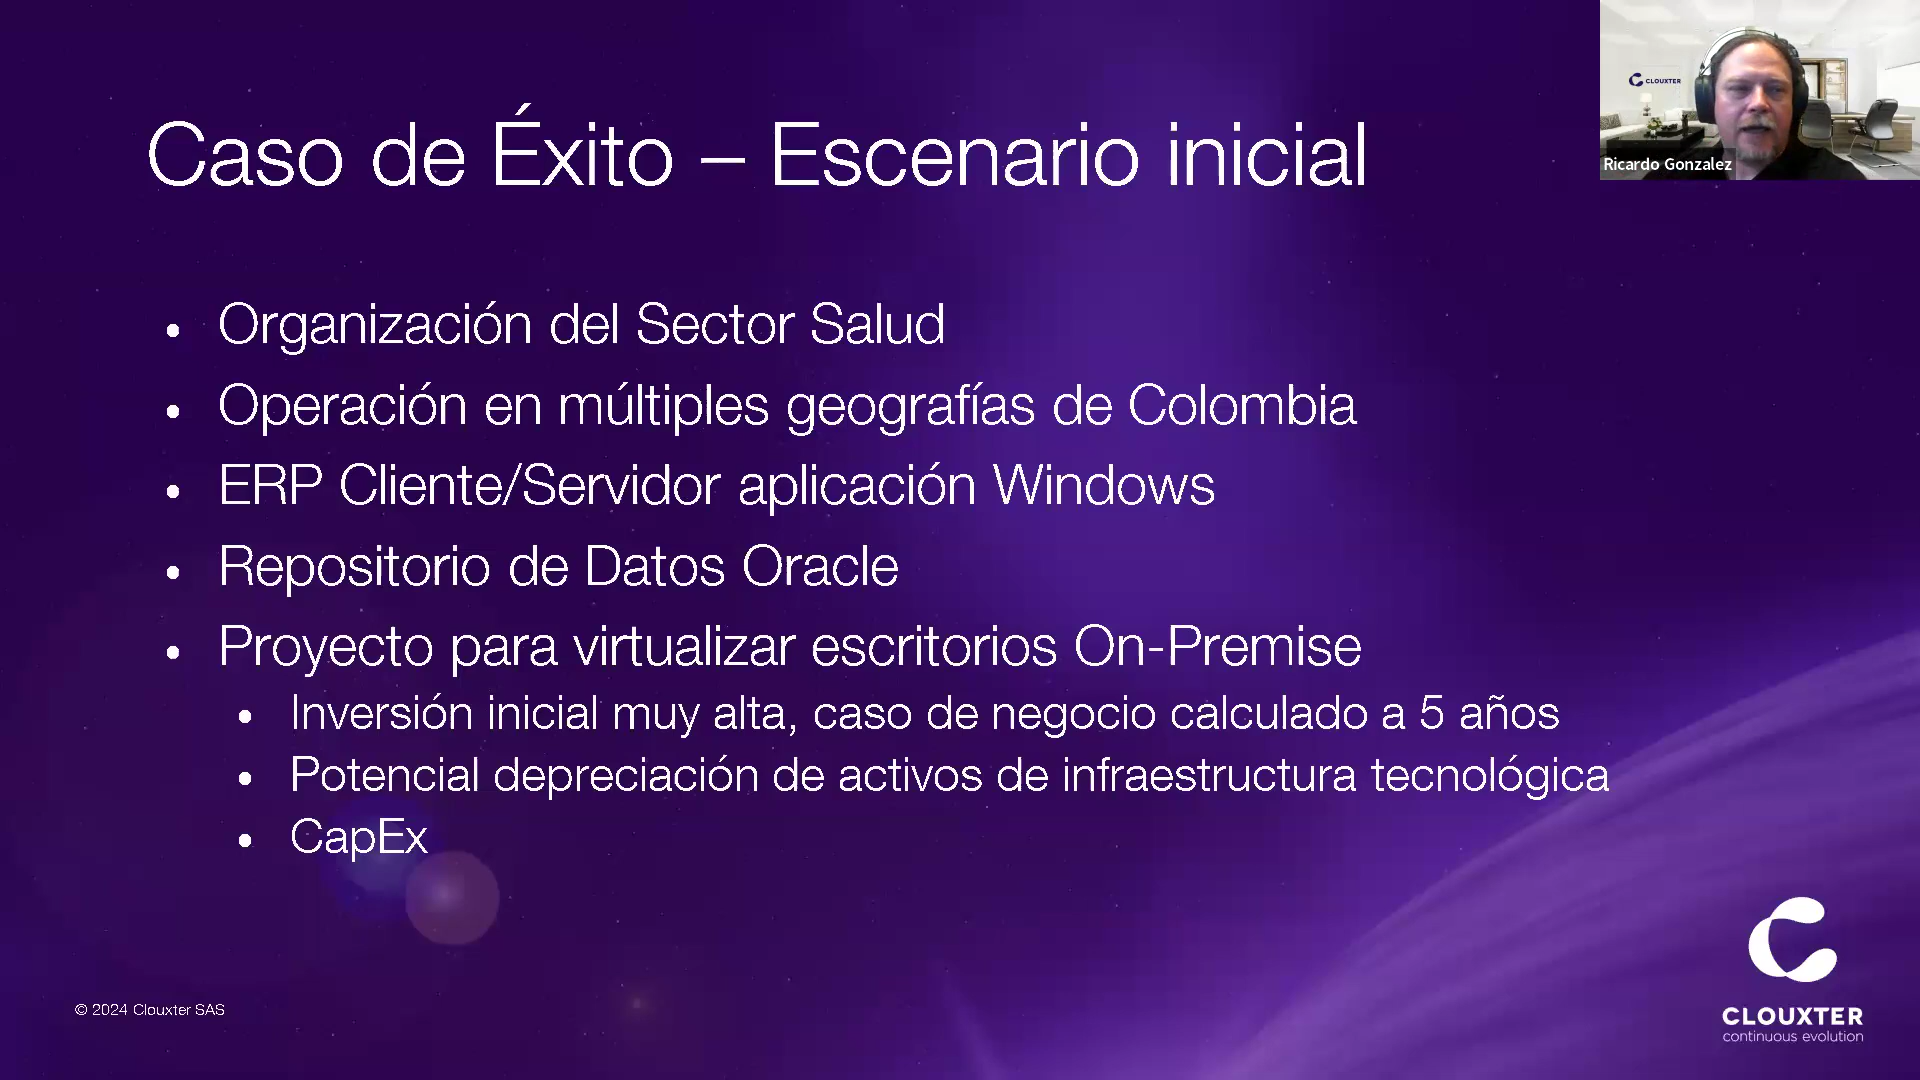 Caso de Éxito – Escenario inicial
CLOUXTER
Ricardo Gonzalez
• Organización del Sector Salud
• Operación en múltiples geografías de Colombia
• ERP Cliente/Servidor aplicación Windows
• Repositorio de Datos Oracle
• Proyecto para virtualizar escritorios On-Premise
• Inversión inicial muy alta, caso de negocio calculado a 5 años
• Potencial depreciación de activos de infraestructura tecnológica
• CapEx
© 2024 Clouxter SAS
CLOUXTER
continuous evolution